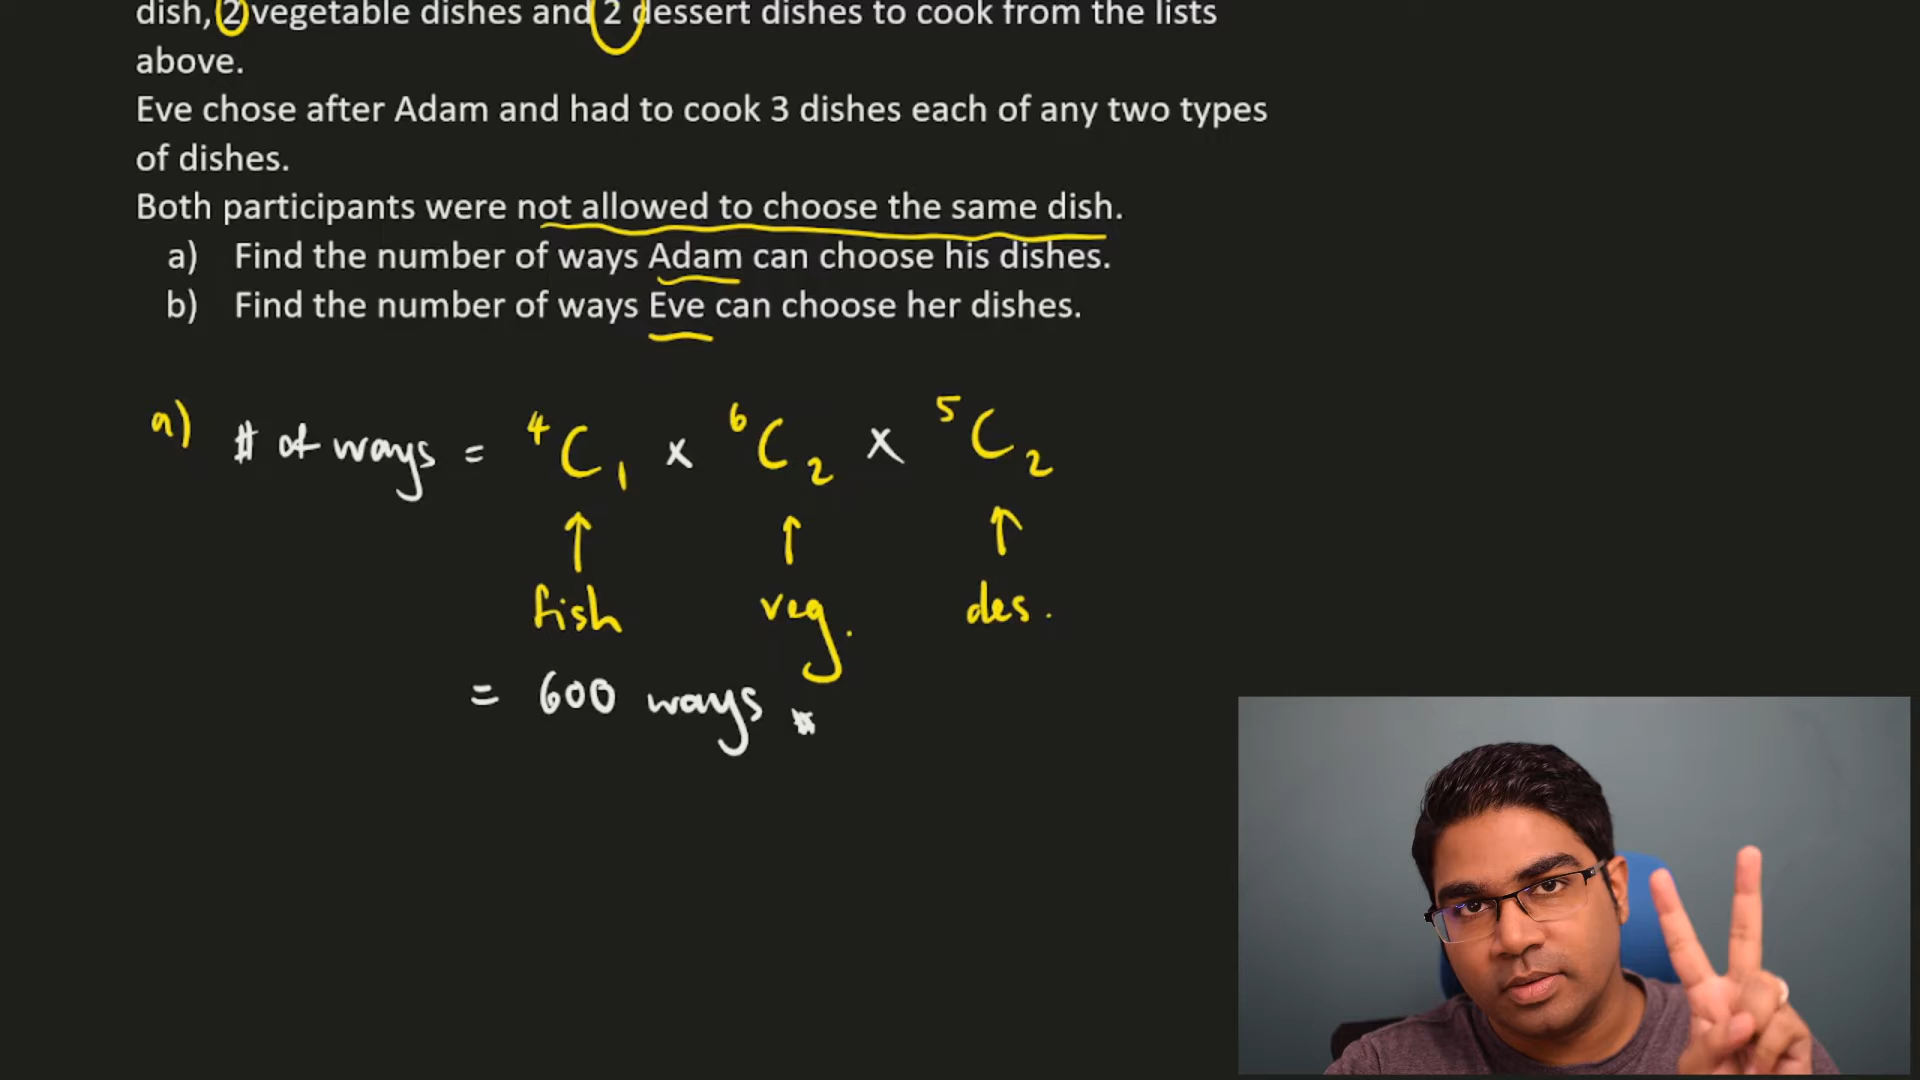 dish, 2 vegetable dishes and 2 dessert dishes to cook from the lists
above.
Eve chose after Adam and had to cook 3 dishes each of any two types
of dishes.
Both participants were not allowed to choose the same dish.
a) Find the number of ways Adam can choose his dishes.
b) Find the number of ways Eve can choose her dishes.
a) # of ways = ⁴C₁ x ⁶C₂ x ⁵C₂
↑ ↑ ↑
fish veg. des.
= 600 ways #